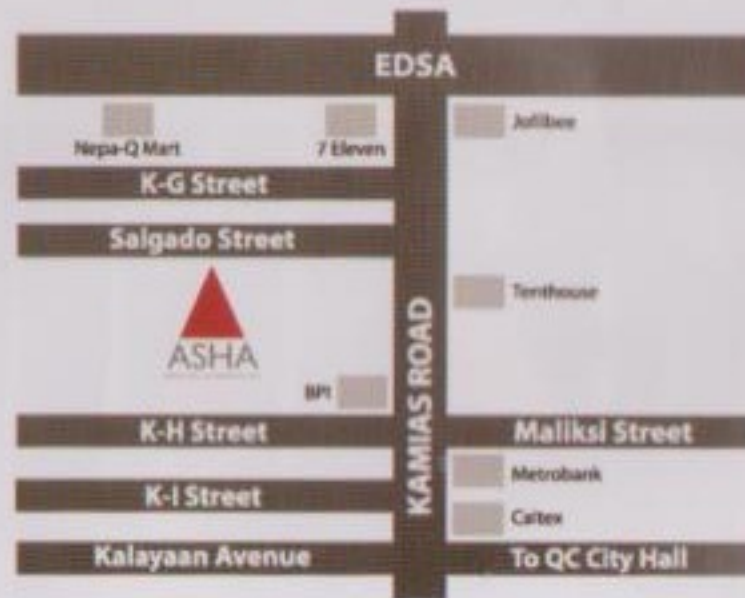 EDSA
Nepa-Q Mart
7 Eleven
Jollibee
K-G Street
Salgado Street
ASHA
Tenthouse
BPI
KAMIAS ROAD
K-H Street
Maliksi Street
Metrobank
K-I Street
Caltex
Kalayaan Avenue
To QC City Hall